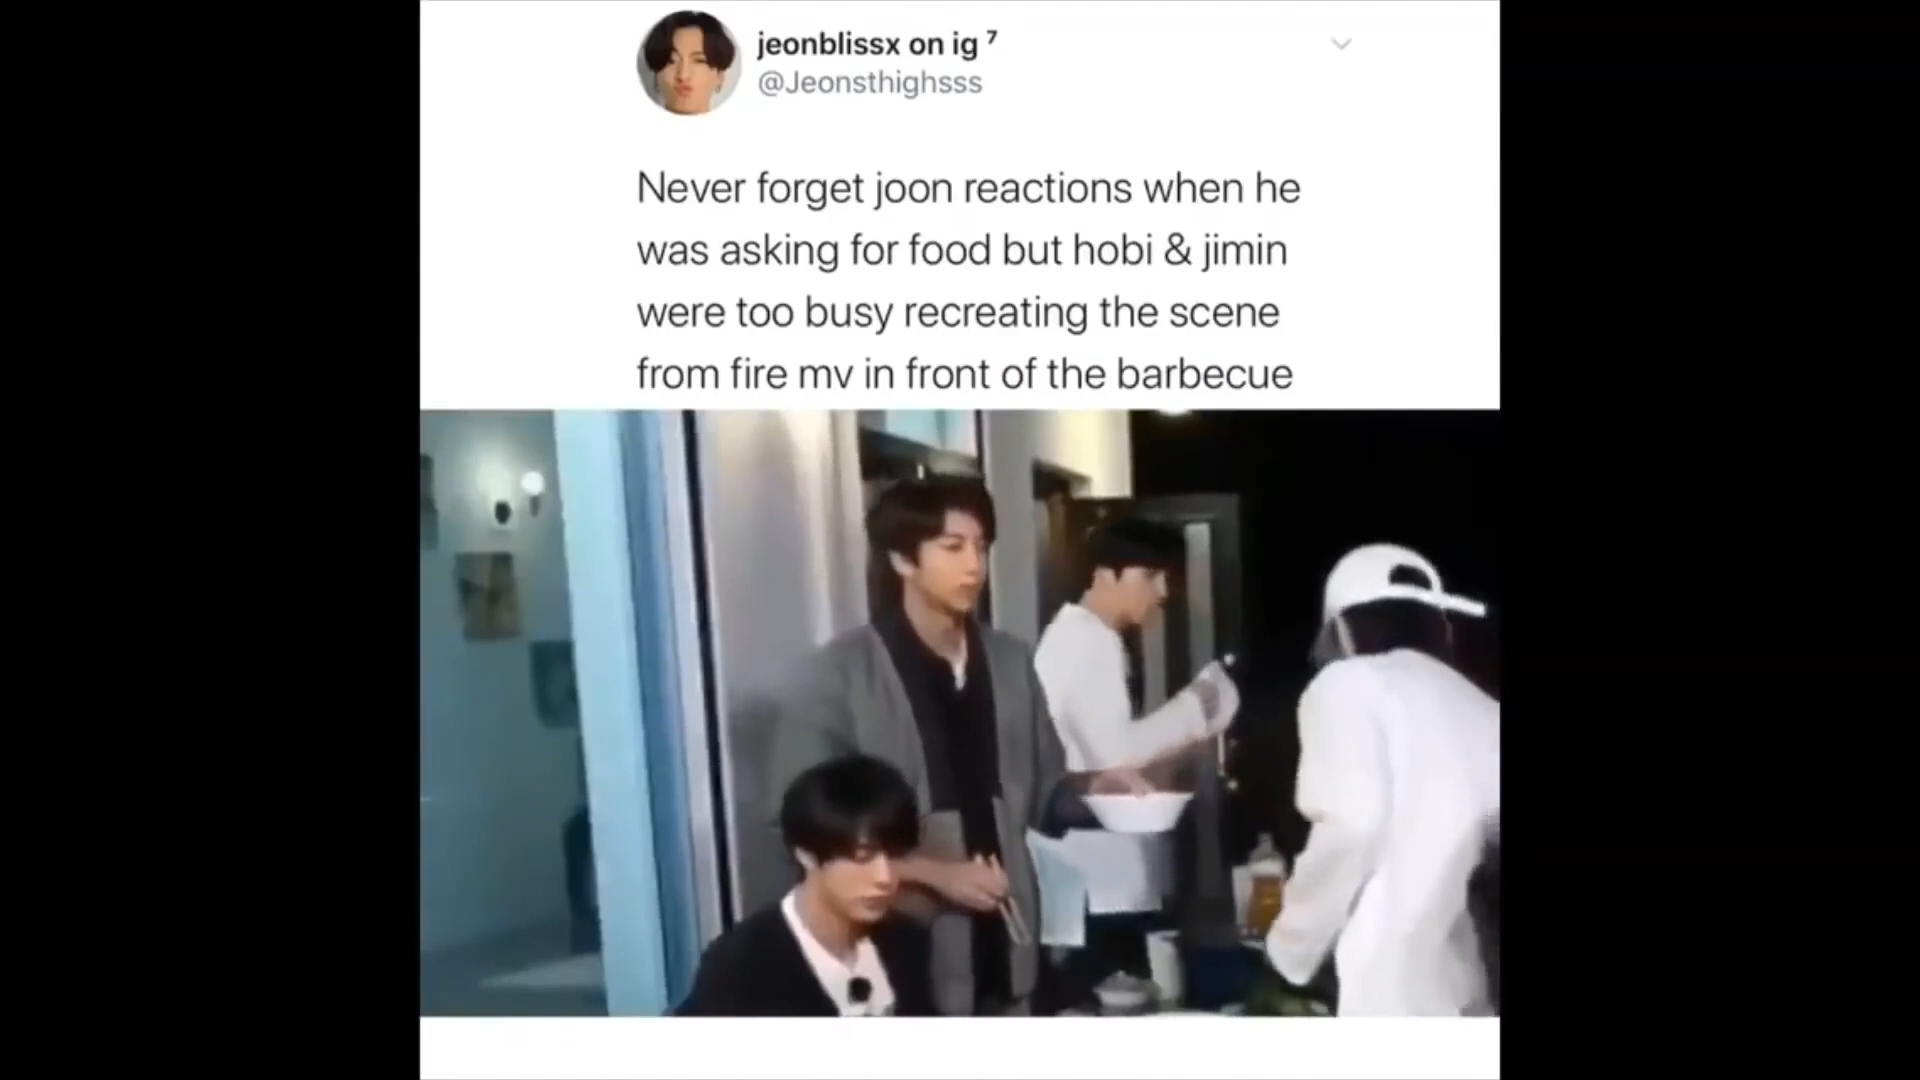 jeonblissx on ig ⁷
@Jeonsthighsss
Never forget joon reactions when he
was asking for food but hobi & jimin
were too busy recreating the scene
from fire mv in front of the barbecue